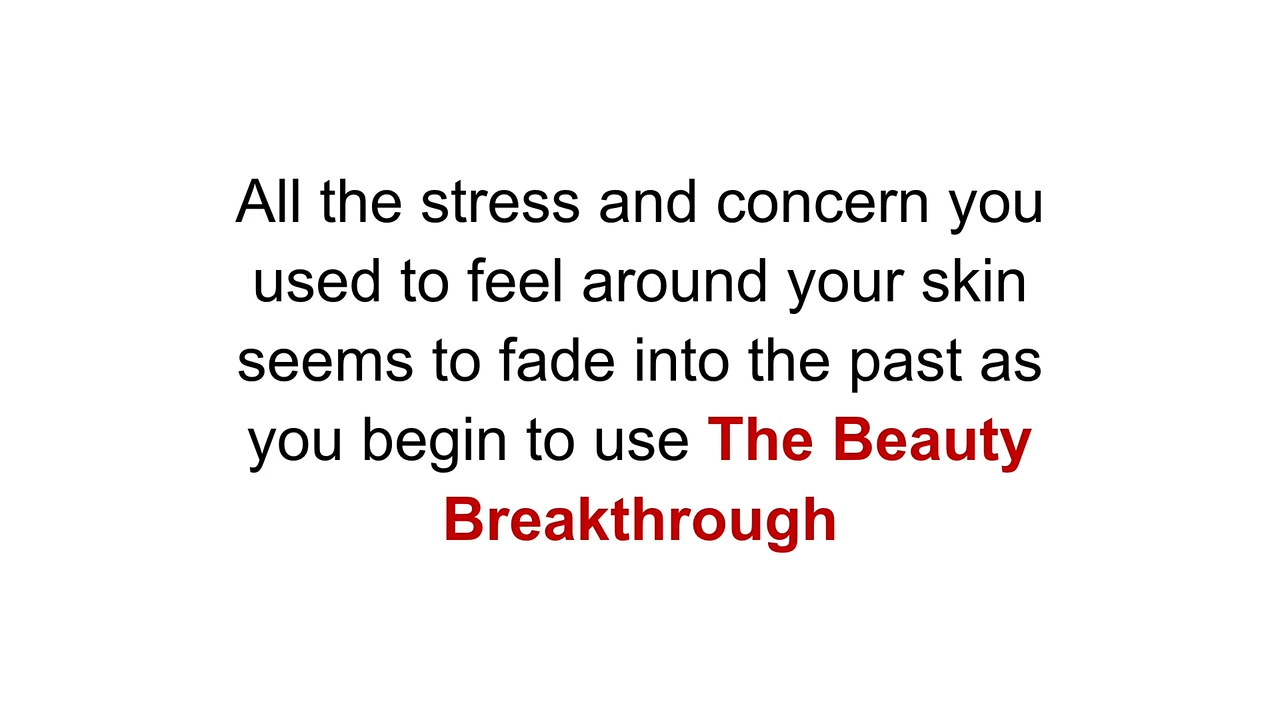 All the stress and concern you
used to feel around your skin
seems to fade into the past as
you begin to use The Beauty
Breakthrough